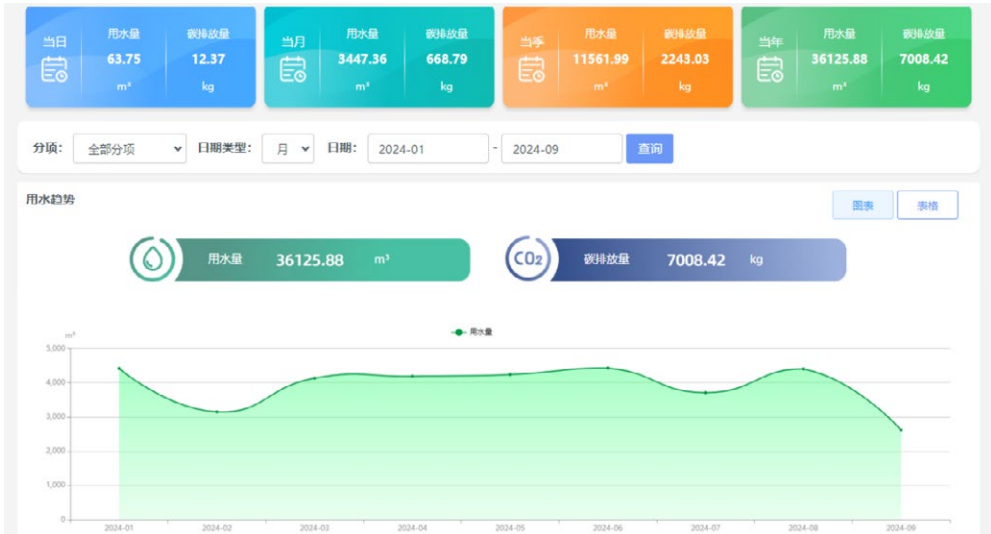 当日 用水量 63.75 m³ 碳排放量 12.37 kg
当月 用水量 3447.36 m³ 碳排放量 668.79 kg
当季 用水量 11561.99 m³ 碳排放量 2243.03 kg
当年 用水量 36125.88 m³ 碳排放量 7008.42 kg
分项： 全部分项 日期类型： 月 日期： 2024-01 - 2024-09 查询
用水趋势 图表 表格
用水量 36125.88 m³ CO2 碳排放量 7008.42 kg
m³ 用水量
5,000
4,000
3,000
2,000
1,000
0
2024-01 2024-02 2024-03 2024-04 2024-05 2024-06 2024-07 2024-08 2024-09